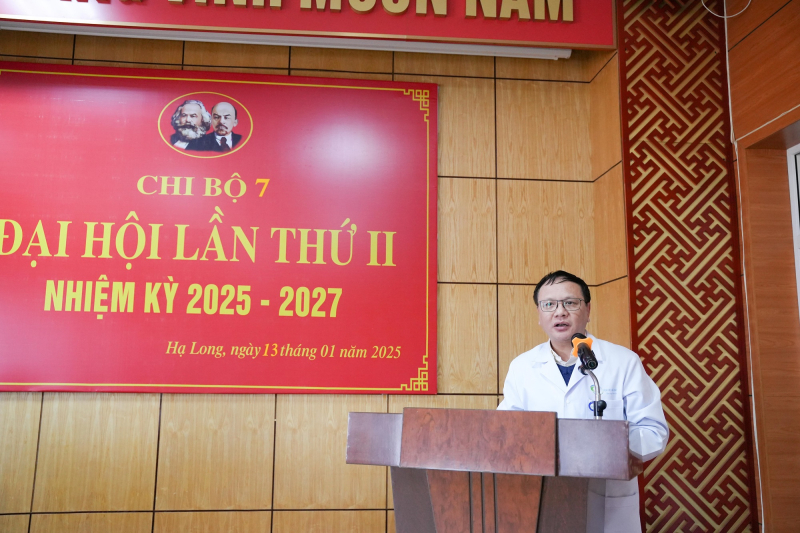 VINH MUÔN NĂM
CHI BỘ 7
ĐẠI HỘI LẦN THỨ II
NHIỆM KỲ 2025 - 2027
Hạ Long, ngày 13 tháng 01 năm 2025